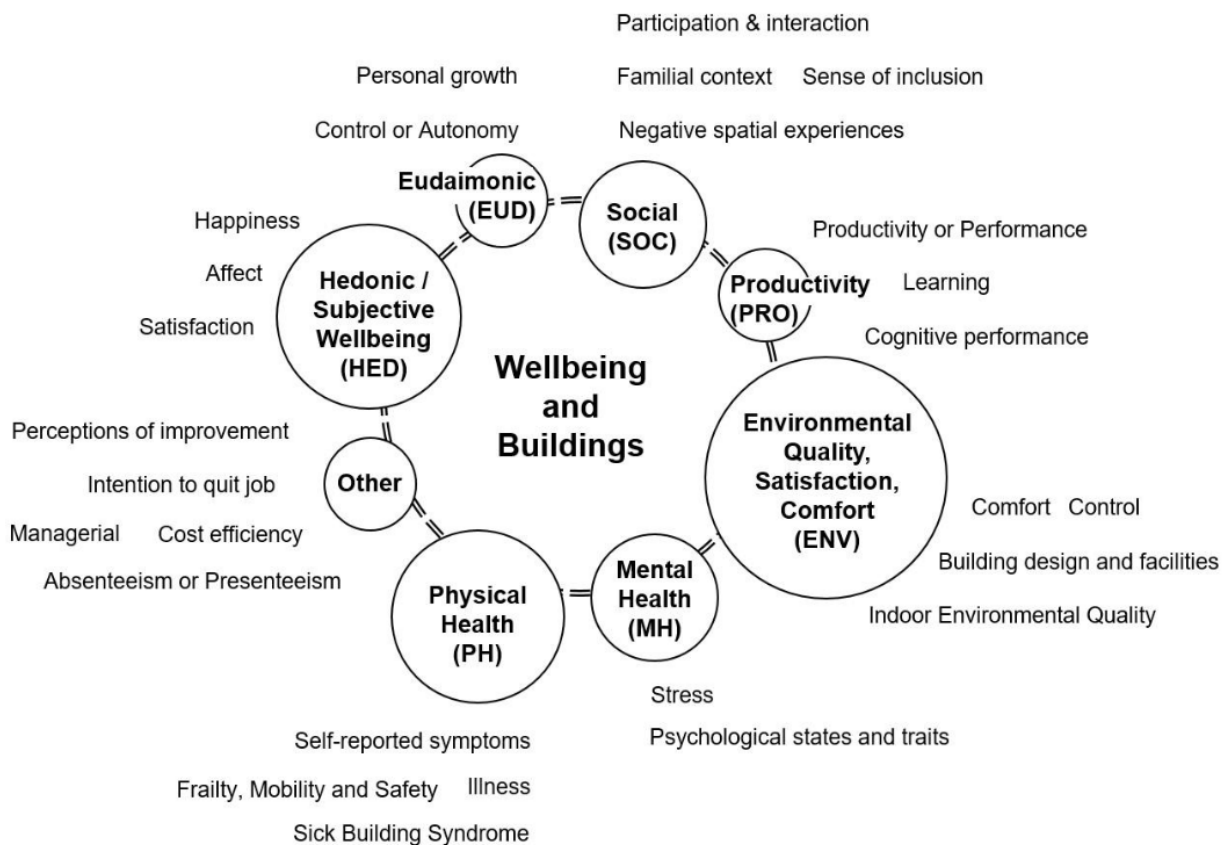 Participation & interaction
Personal growth
Familial context Sense of inclusion
Control or Autonomy
Negative spatial experiences
Eudaimonic
(EUD)
Social
(SOC)
Happiness
Affect
Satisfaction
Hedonic /
Subjective
Wellbeing
(HED)
Productivity or Performance
Productivity
(PRO)
Learning
Cognitive performance
Wellbeing
and
Buildings
Environmental
Quality,
Satisfaction,
Comfort
(ENV)
Comfort Control
Building design and facilities
Indoor Environmental Quality
Perceptions of improvement
Other
Intention to quit job
Managerial Cost efficiency
Absenteeism or Presenteeism
Physical
Health
(PH)
Mental
Health
(MH)
Stress
Psychological states and traits
Self-reported symptoms
Frailty, Mobility and Safety Illness
Sick Building Syndrome